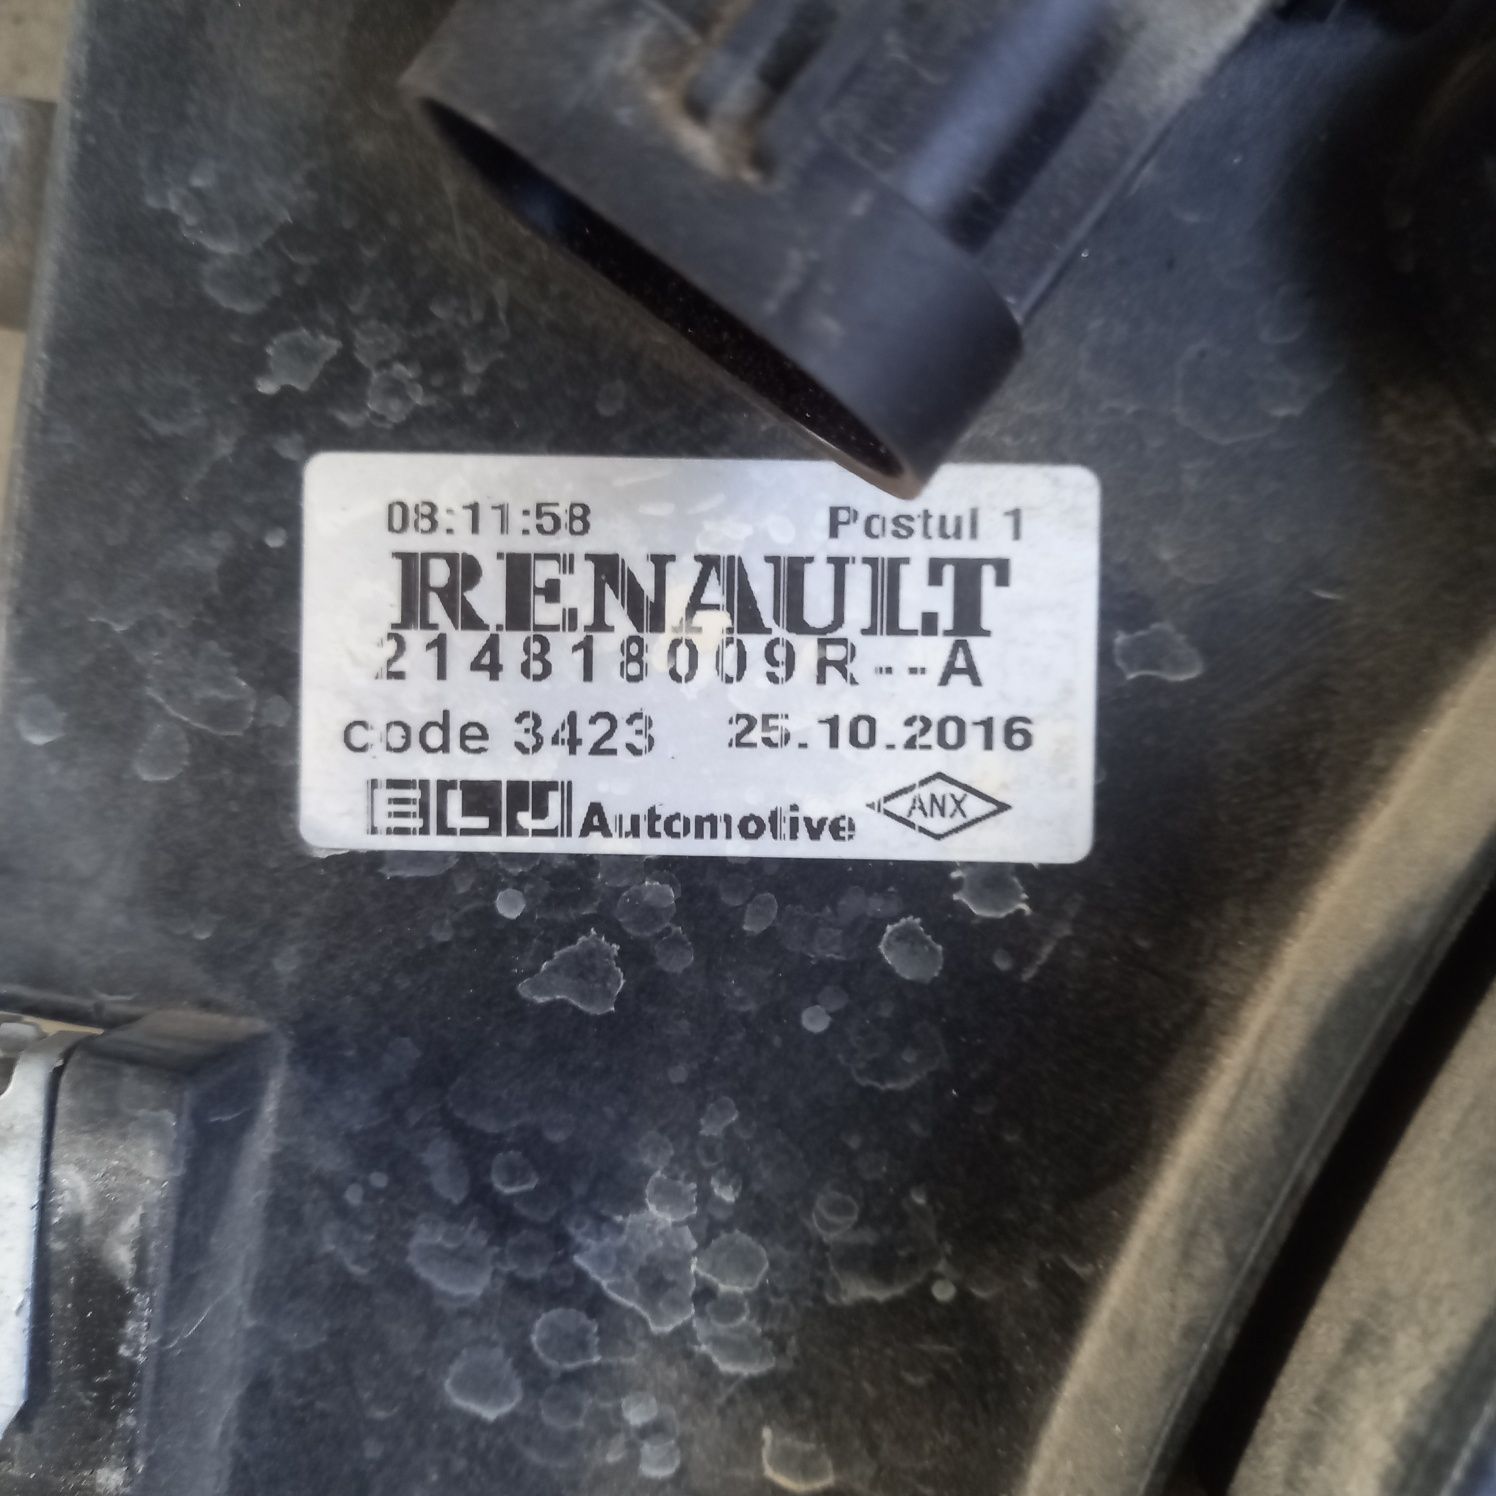 08:11:58 Postul 1
RENAULT
214818009R--A
code 3423 25.10.2016
ELJ Automotive ANX